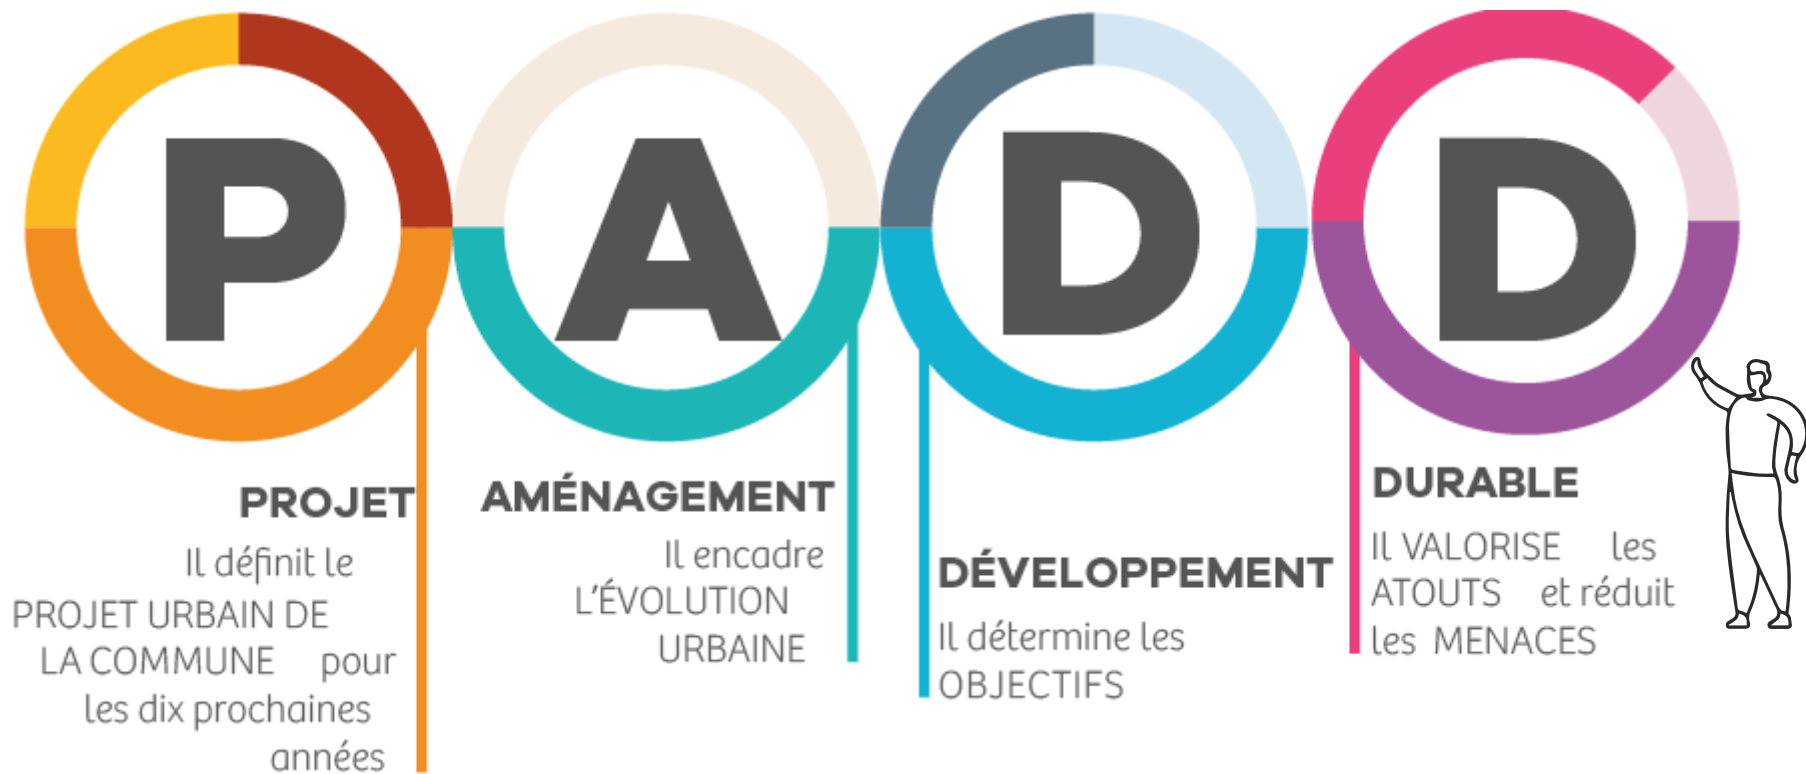 P
A
D
D
PROJET
Il définit le
PROJET URBAIN DE
LA COMMUNE pour
les dix prochaines
années
AMÉNAGEMENT
Il encadre
L'ÉVOLUTION
URBAINE
DÉVELOPPEMENT
Il détermine les
OBJECTIFS
DURABLE
Il VALORISE les
ATOUTS et réduit
les MENACES